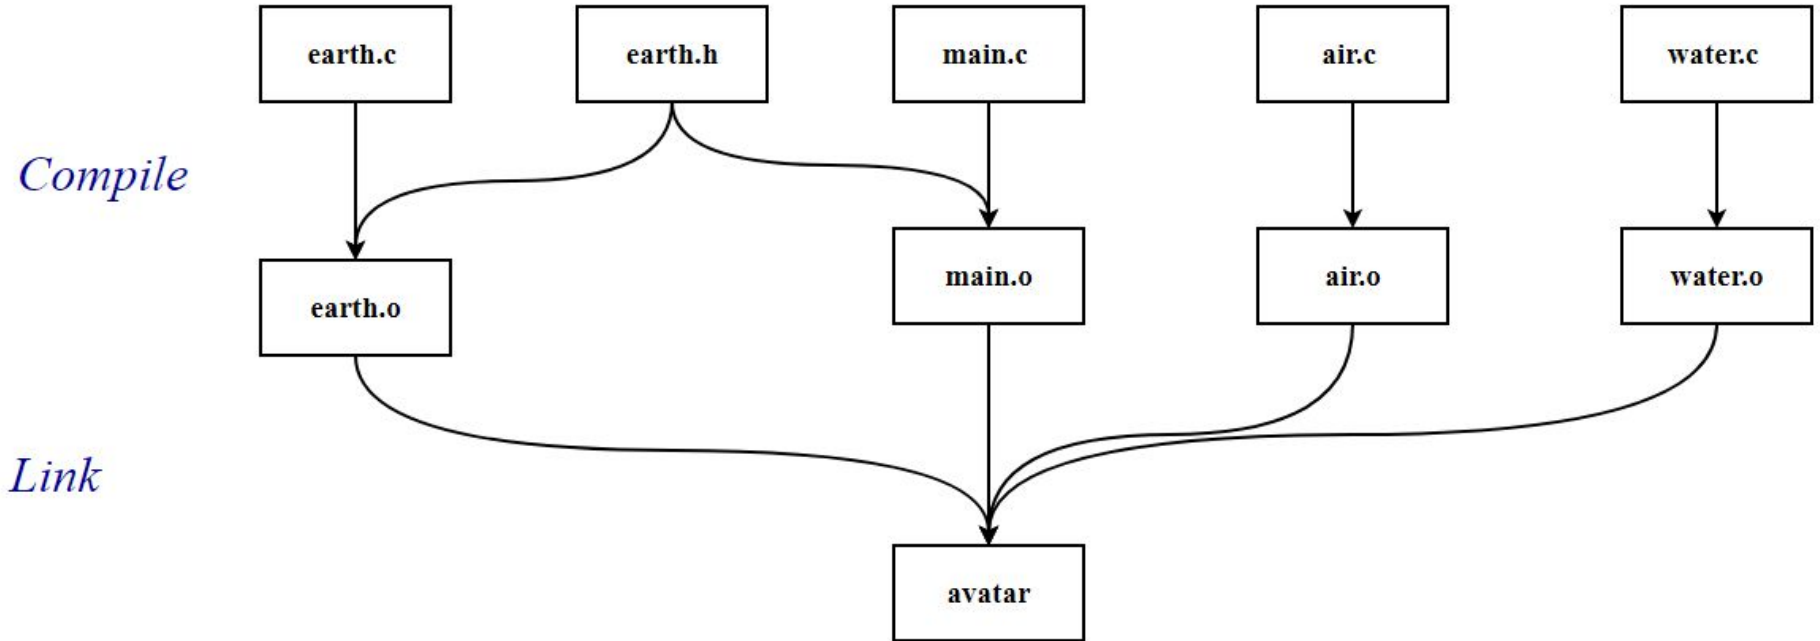 earth.c
earth.h
main.c
air.c
water.c
Compile
earth.o
main.o
air.o
water.o
Link
avatar